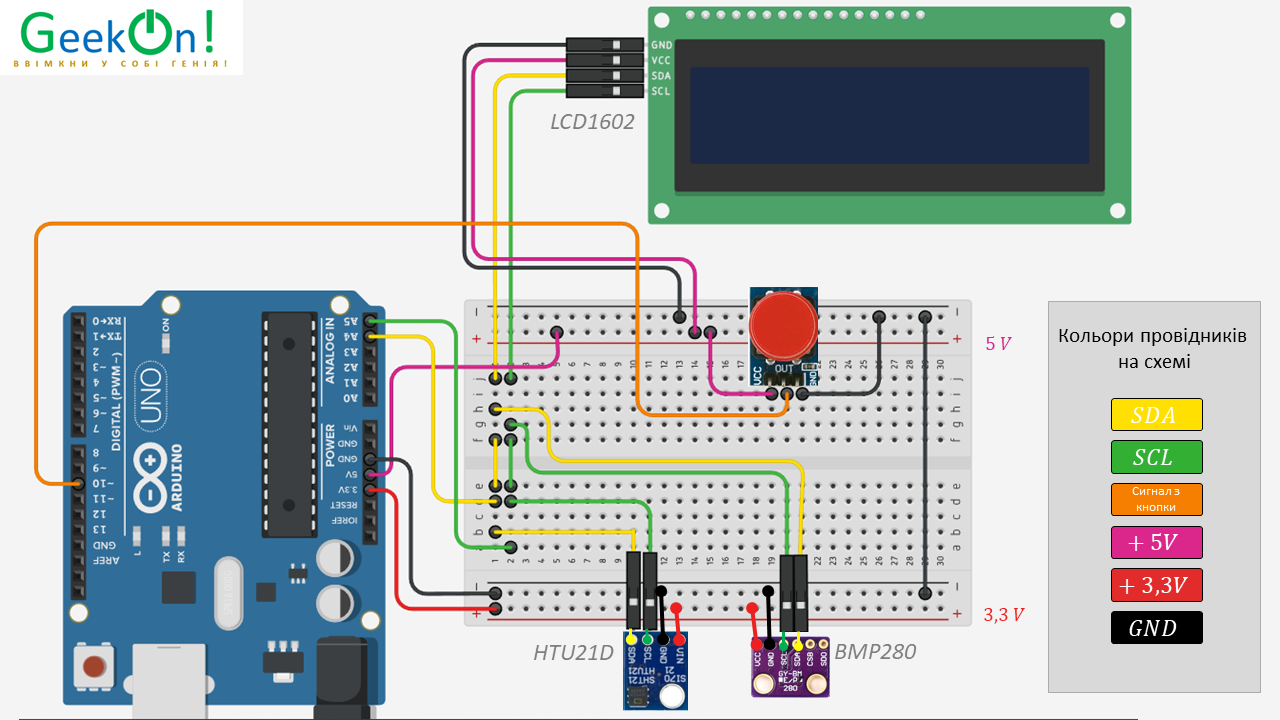 GeekOn!
ВВІМКНИ У СОБІ ГЕНІЯ!
GND
VCC
SDA
SCL
LCD1602
5 V
3,3 V
Кольори провідників
на схемі
SDA
SCL
Сигнал з
кнопки
+ 5V
+ 3,3V
GND
RX→0
TX←1
2
3~
4
5~
6~
7
8
9~
10~
11~
12
13
GND
AREF
DIGITAL (PWM ~)
UNO
ARDUINO
ON
L
TX
RX
ANALOG IN
A5
A4
A3
A2
A1
A0
POWER
Vin
GND
GND
5V
3.3V
RESET
IOREF
VCC
OUT
GND
HTU21D
SDA
SCL
GND
VIN
SHT21
HTU21
SI70
21
BMP280
VCC
GND
SCL
SDA
CSB
SDO
GY-BM
E/P
280